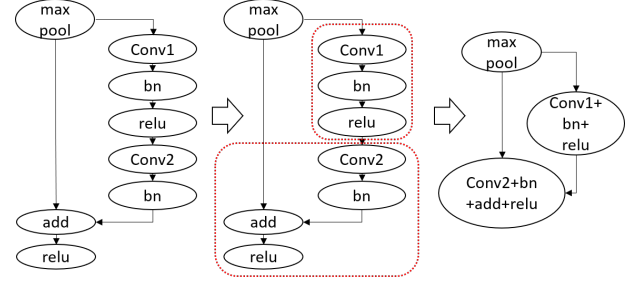 max
pool
Conv1
bn
relu
Conv2
bn
add
relu
max
pool
Conv1
bn
relu
Conv2
bn
add
relu
max
pool
Conv1+
bn+
relu
Conv2+bn
+add+relu